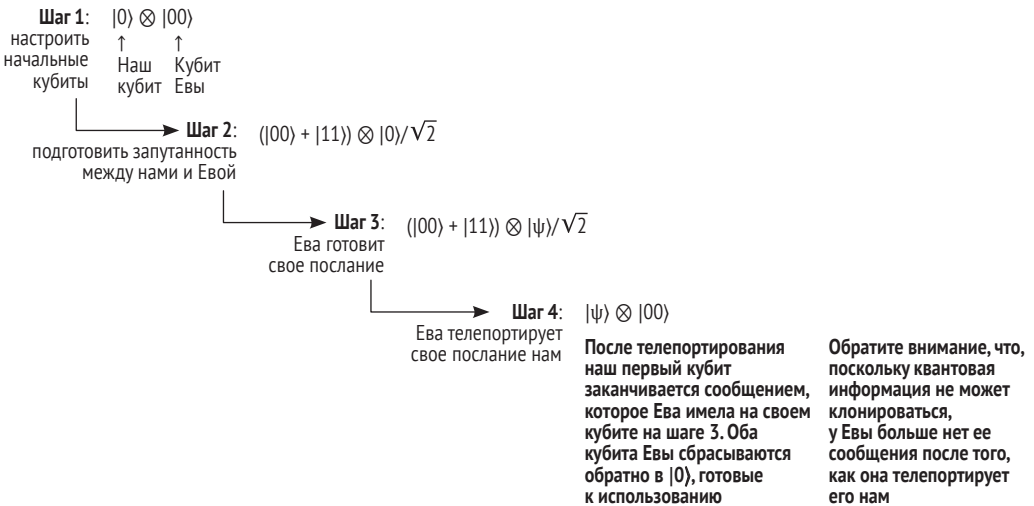 Шаг 1: |0⟩ ⊗ |00⟩
настроить
начальные
кубиты
↑ ↑
Наш Кубит
кубит Евы
Шаг 2: (|00⟩ + |11⟩) ⊗ |0⟩/√2
подготовить запутанность
между нами и Евой
Шаг 3: (|00⟩ + |11⟩) ⊗ |ψ⟩/√2
Ева готовит
свое послание
Шаг 4: |ψ⟩ ⊗ |00⟩
Ева телепортирует
свое послание нам
После телепортирования
наш первый кубит
заканчивается сообщением,
которое Ева имела на своем
кубите на шаге 3. Оба
кубита Евы сбрасываются
обратно в |0⟩, готовые
к использованию
Обратите внимание, что,
поскольку квантовая
информация не может
клонироваться,
у Евы больше нет ее
сообщения после того,
как она телепортирует
его нам